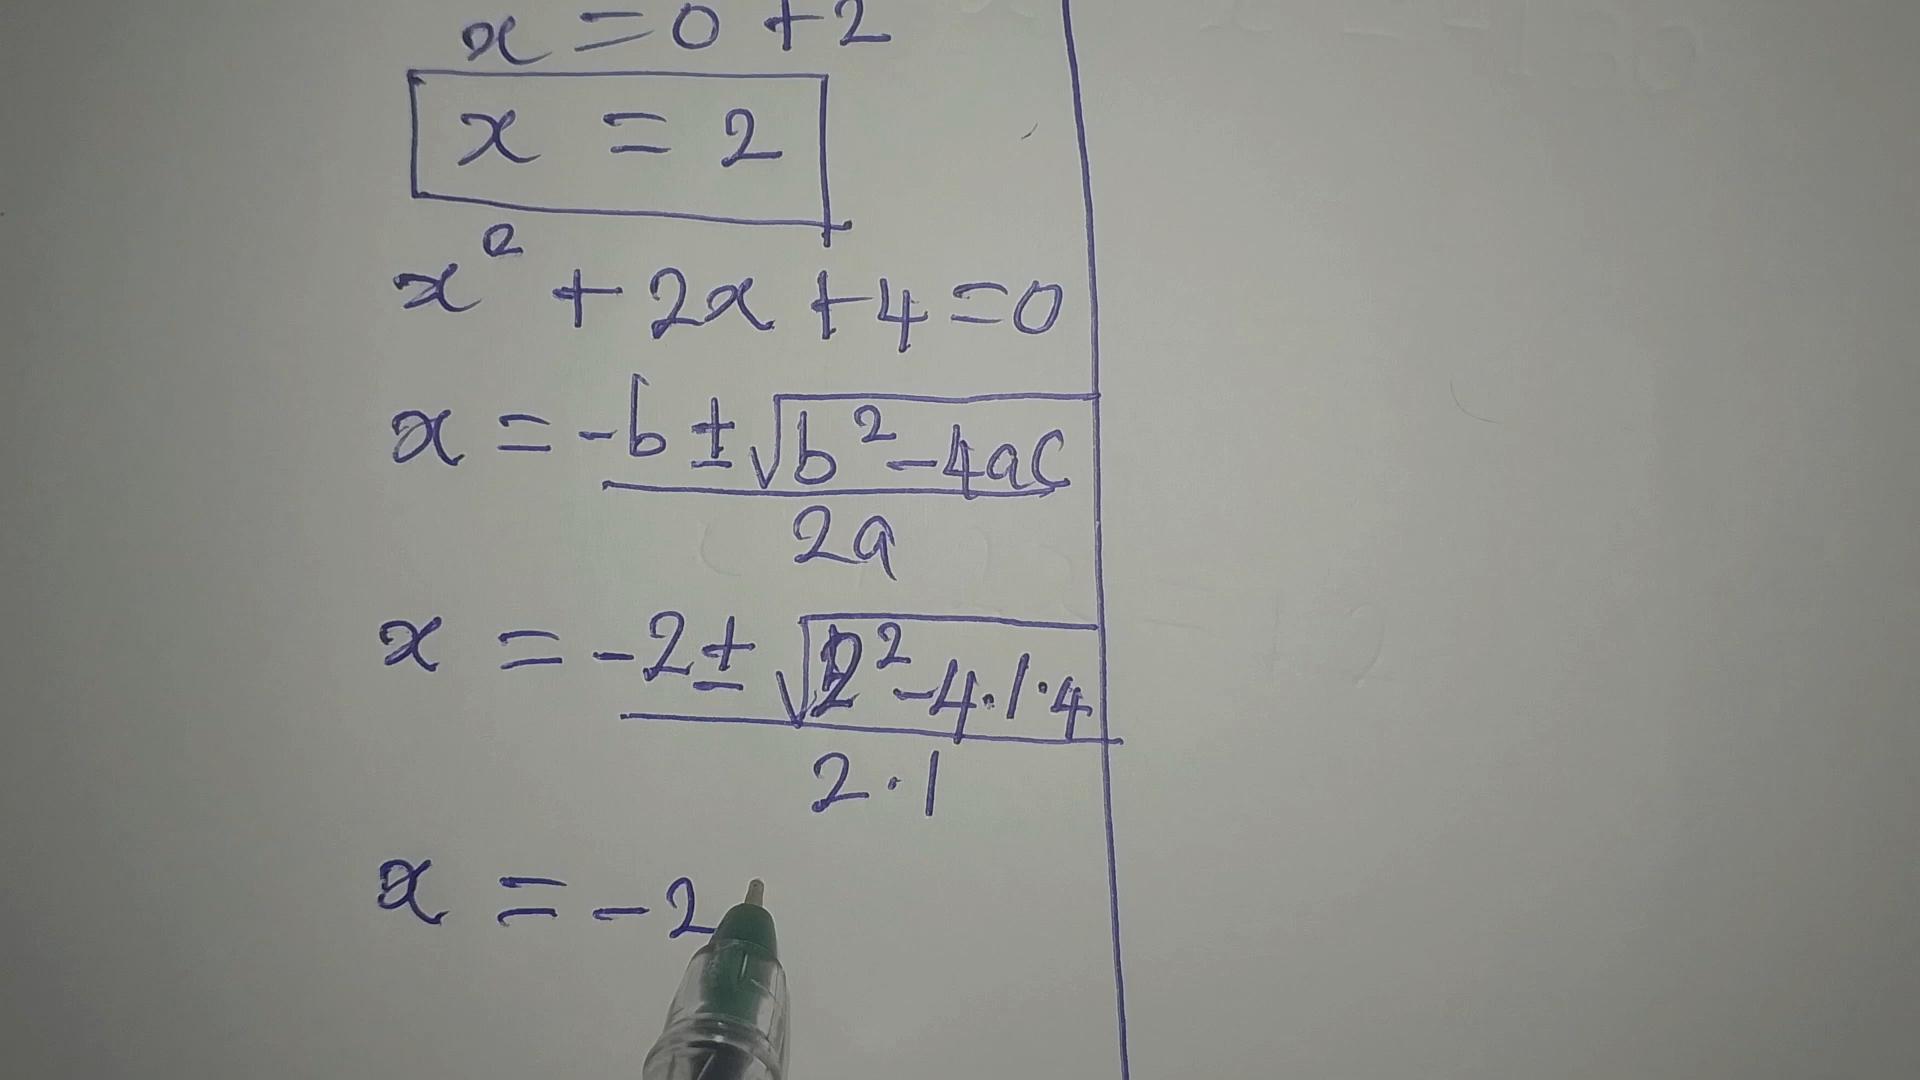 x = 0 + 2
x = 2
x² + 2x + 4 = 0
x = -b ± √b² - 4ac
2a
x = -2 ± √2² - 4·1·4
2·1
x = -2